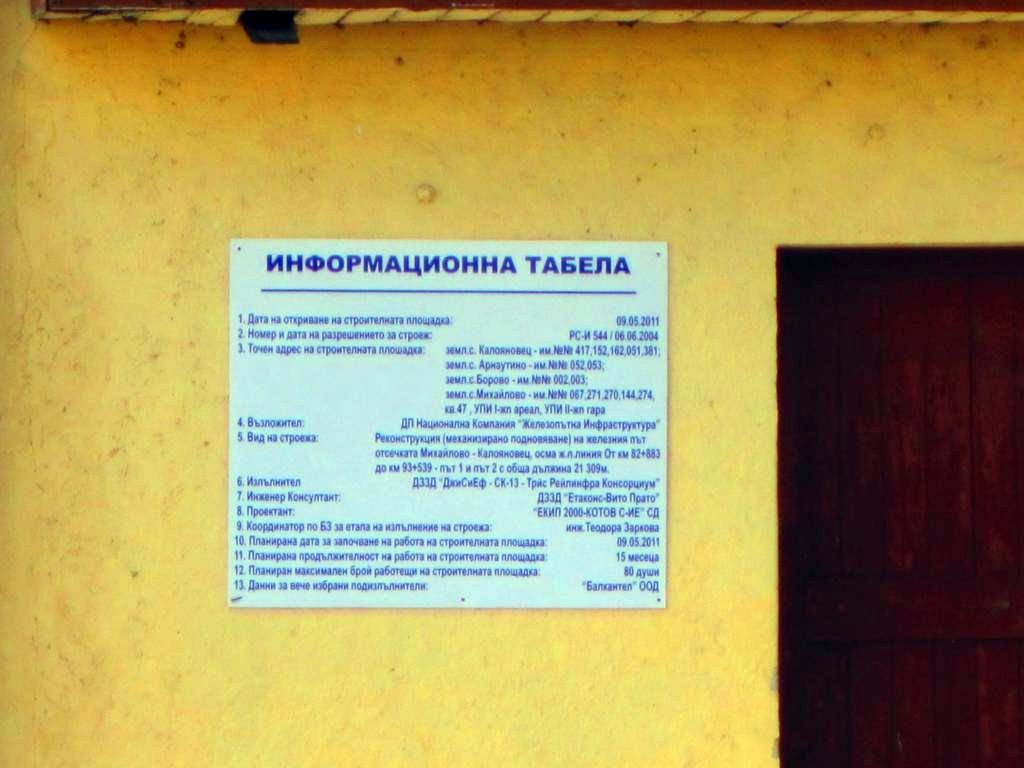 ИНФОРМАЦИОННА ТАБЕЛА
1. Дата на откриване на строителната площадка: 09.05.2011
2. Номер и дата на разрешението за строеж: РС-И 544 / 06.06.2004
3. Точен адрес на строителната площадка: земл.с. Калояновец - им.№№ 417,152,162,051,381;
земл.с. Арнаутино - им.№№ 052,053;
земл.с.Борово - им.№№ 002,003;
земл.с.Михайлово - им.№№ 067,271,270,144,274,
кв.47 , УПИ I-жп ареал, УПИ II-жп гара
4. Възложител: ДП Национална Компания "Железопътна Инфраструктура"
5. Вид на строежа: Реконструкция (механизирано подновяване) на железния път
отсечката Михайлово - Калояновец, осма ж.п.линия От км 82+883
до км 93+539 - път 1 и път 2 с обща дължина 21 309м.
6. Изпълнител ДЗЗД "ДжиСиЕф - СК-13 - Трйс Рейлинфра Консорциум"
7. Инженер Консултант: ДЗЗД "Етаконс-Вито Прато"
8. Проектант: "ЕКИП 2000-КОТОВ С-ИЕ" СД
9. Координатор по БЗ за етапа на изпълнение на строежа: инж.Теодора Заркова
10. Планирана дата за започване на работа на строителната площадка: 09.05.2011
11. Планирана продължителност на работа на строителната площадка: 15 месеца
12. Планиран максимален брой работещи на строителната площадка: 80 души
13. Данни за вече избрани подизпълнители: "Балкантел" ООД